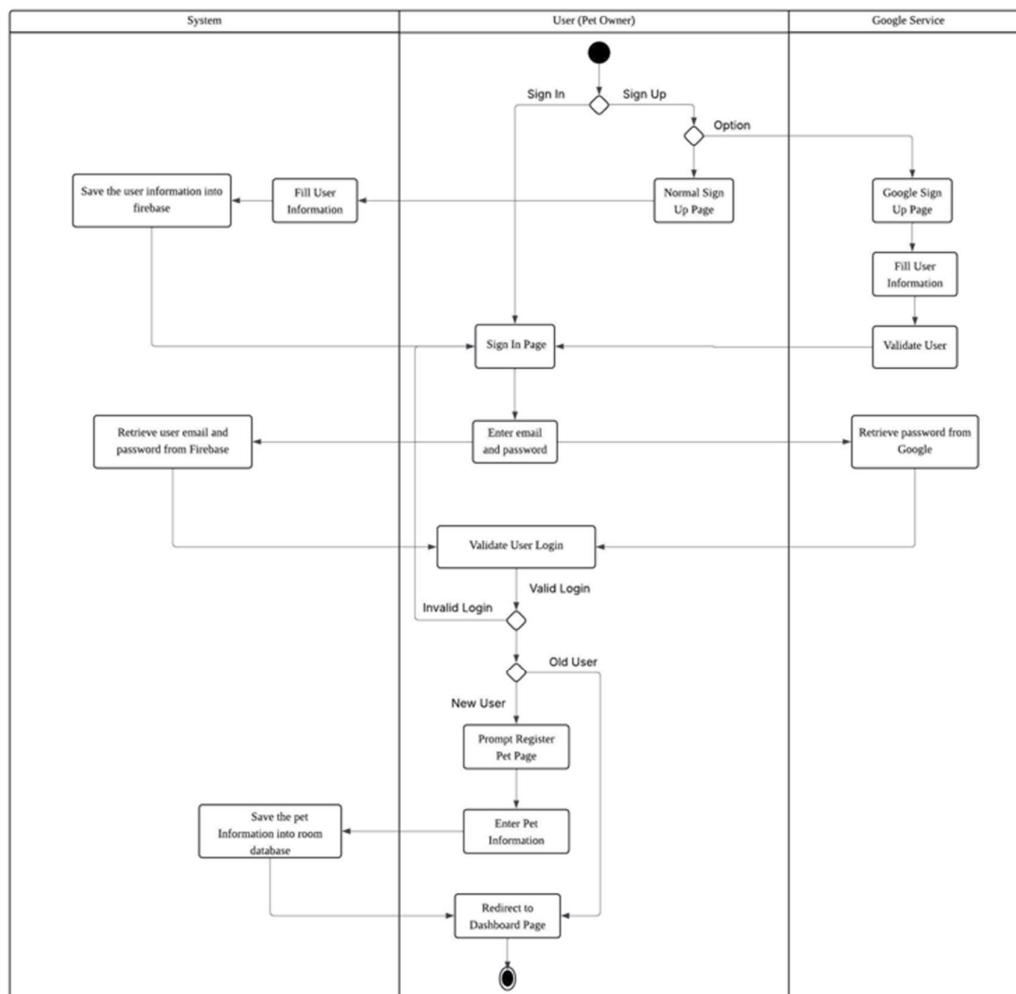 System
User (Pet Owner)
Google Service
Sign In
Sign Up
Option
Save the user information into
firebase
Fill User
Information
Normal Sign
Up Page
Google Sign
Up Page
Fill User
Information
Sign In Page
Validate User
Retrieve user email and
password from Firebase
Enter email
and password
Retrieve password from
Google
Validate User Login
Valid Login
Invalid Login
Old User
New User
Prompt Register
Pet Page
Save the pet
Information into room
database
Enter Pet
Information
Redirect to
Dashboard Page